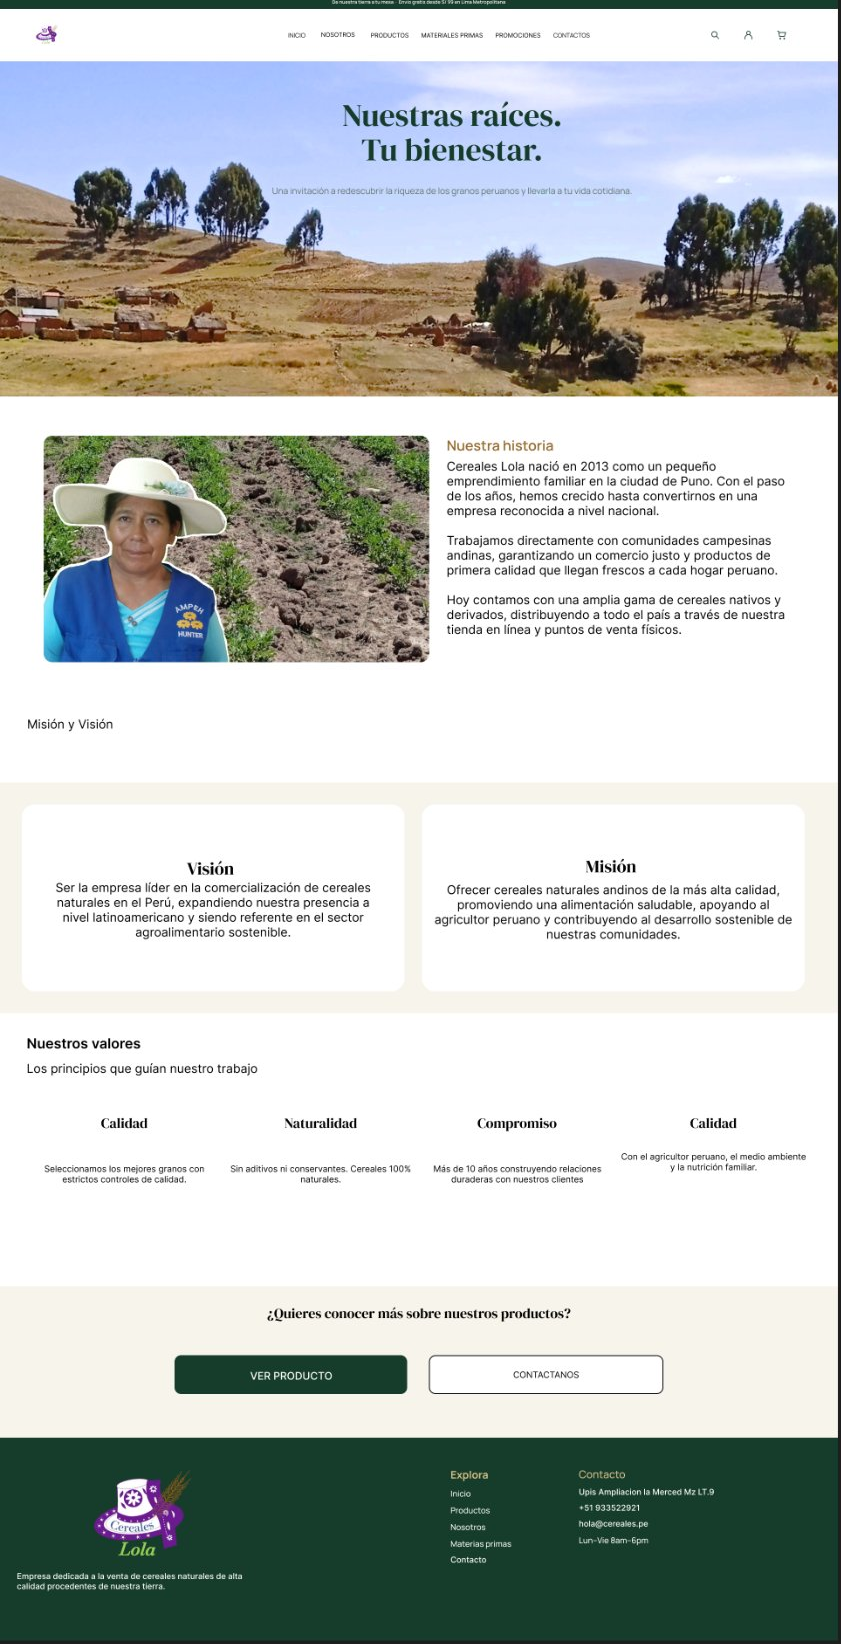 De nuestra tierra a tu mesa · Envío gratis desde S/ 99 en Lima Metropolitana
INICIO NOSOTROS PRODUCTOS MATERIALES PRIMAS PROMOCIONES CONTACTOS
Nuestras raíces.
Tu bienestar.
Una invitación a redescubrir la riqueza de los granos peruanos y llevarla a tu vida cotidiana.
AMPEH
HUNTER
Nuestra historia
Cereales Lola nació en 2013 como un pequeño
emprendimiento familiar en la ciudad de Puno. Con el paso
de los años, hemos crecido hasta convertirnos en una
empresa reconocida a nivel nacional.
Trabajamos directamente con comunidades campesinas
andinas, garantizando un comercio justo y productos de
primera calidad que llegan frescos a cada hogar peruano.
Hoy contamos con una amplia gama de cereales nativos y
derivados, distribuyendo a todo el país a través de nuestra
tienda en línea y puntos de venta físicos.
Misión y Visión
Visión
Ser la empresa líder en la comercialización de cereales
naturales en el Perú, expandiendo nuestra presencia a
nivel latinoamericano y siendo referente en el sector
agroalimentario sostenible.
Misión
Ofrecer cereales naturales andinos de la más alta calidad,
promoviendo una alimentación saludable, apoyando al
agricultor peruano y contribuyendo al desarrollo sostenible de
nuestras comunidades.
Nuestros valores
Los principios que guían nuestro trabajo
Calidad
Seleccionamos los mejores granos con
estrictos controles de calidad.
Naturalidad
Sin aditivos ni conservantes. Cereales 100%
naturales.
Compromiso
Más de 10 años construyendo relaciones
duraderas con nuestros clientes
Calidad
Con el agricultor peruano, el medio ambiente
y la nutrición familiar.
¿Quieres conocer más sobre nuestros productos?
VER PRODUCTO
CONTACTANOS
Cereales
Lola
Empresa dedicada a la venta de cereales naturales de alta
calidad procedentes de nuestra tierra.
Explora
Inicio
Productos
Nosotros
Materias primas
Contacto
Contacto
Upis Ampliacion la Merced Mz LT.9
+51 933522921
hola@cereales.pe
Lun–Vie 8am–6pm